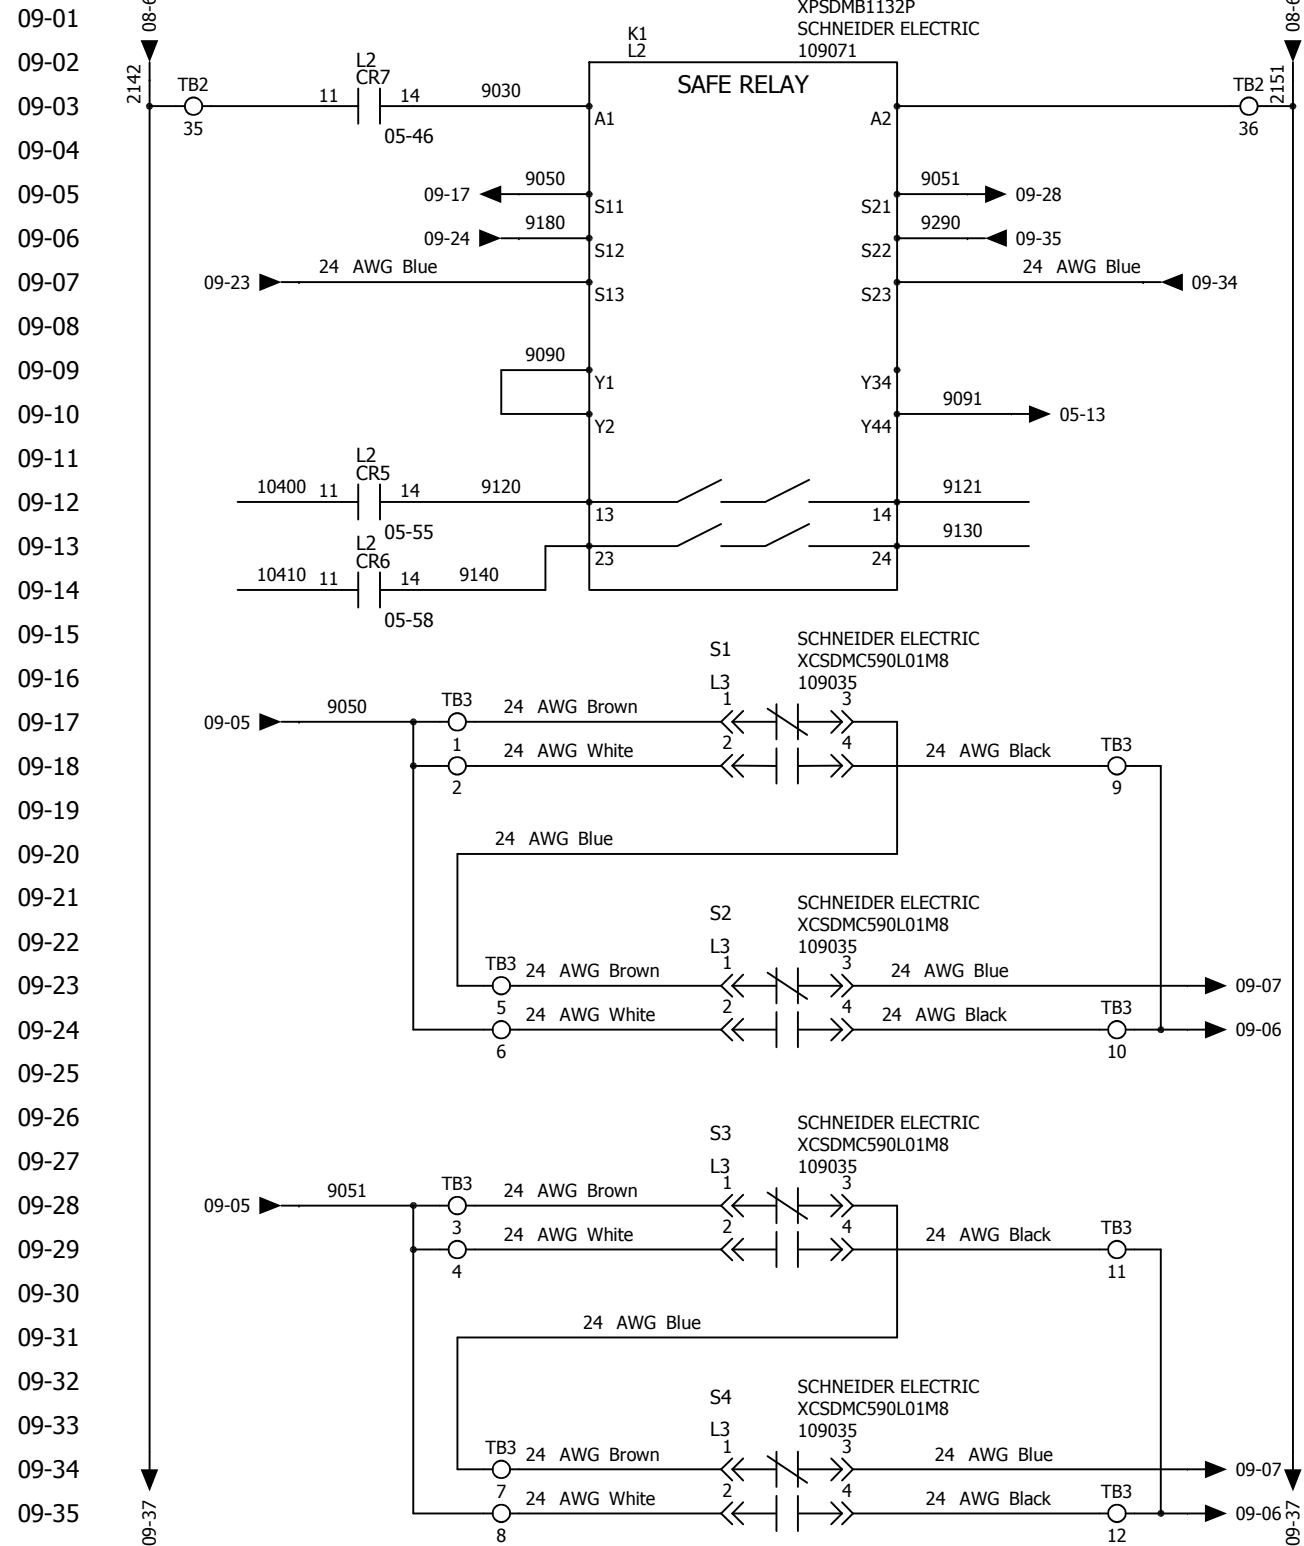 XPSDMB1132P
09-01 08-6 K1 SCHNEIDER ELECTRIC 08-6
L2 109071
09-02 L2
CR7 SAFE RELAY
2142 TB2 TB2 2151
09-03 11 14 9030
35 A1 A2 36
05-46
09-04
09-05 09-17 9050 9051 09-28
S11 S21
09-06 09-24 9180 9290 09-35
S12 S22
09-07 09-23 24 AWG Blue 24 AWG Blue 09-34
S13 S23
09-08
09-09 9090
Y1 Y34
09-10 9091 05-13
Y2 Y44
09-11 L2
CR5
09-12 10400 11 14 9120 9121
13 14
05-55
09-13 L2 9130
CR6 23 24
09-14 10410 11 14 9140
05-58
09-15 S1 SCHNEIDER ELECTRIC
XCSDMC590L01M8
09-16 L3 109035
09-17 09-05 9050 TB3 24 AWG Brown 1 3
1
09-18 24 AWG White 2 4 24 AWG Black TB3
2 9
09-19
09-20 24 AWG Blue
09-21 S2 SCHNEIDER ELECTRIC
XCSDMC590L01M8
09-22 L3 109035
09-23 TB3 24 AWG Brown 1 3 24 AWG Blue 09-07
5
09-24 24 AWG White 2 4 24 AWG Black TB3 09-06
6 10
09-25
09-26 S3 SCHNEIDER ELECTRIC
XCSDMC590L01M8
09-27 L3 109035
09-28 09-05 9051 TB3 24 AWG Brown 1 3
3
09-29 24 AWG White 2 4 24 AWG Black TB3
4 11
09-30
09-31 24 AWG Blue
09-32 S4 SCHNEIDER ELECTRIC
XCSDMC590L01M8
09-33 L3 109035
09-34 TB3 24 AWG Brown 1 3 24 AWG Blue 09-07
7
09-35 09-37 24 AWG White 2 4 24 AWG Black TB3 09-06 09-37
8 12